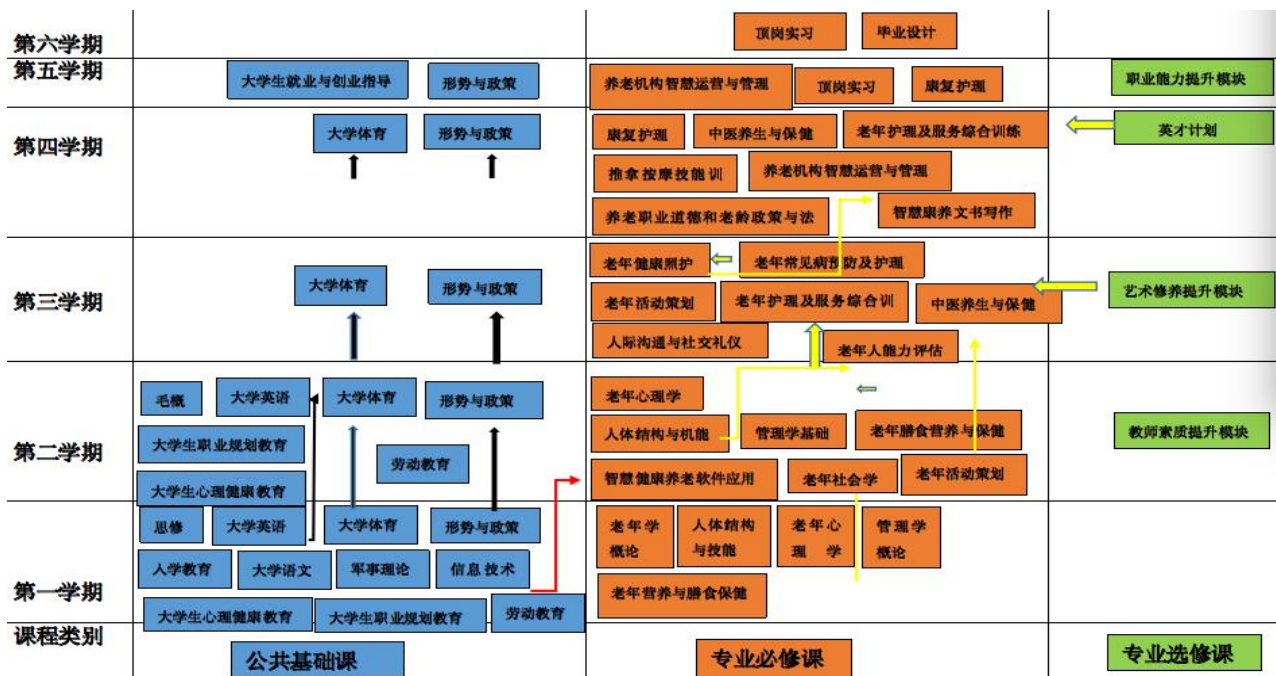 第六学期
顶岗实习 毕业设计
第五学期
大学生就业与创业指导 形势与政策
养老机构智慧运营与管理 顶岗实习 康复护理
职业能力提升模块
第四学期
大学体育 形势与政策
康复护理 中医养生与保健 老年护理及服务综合训练
英才计划
推拿按摩技能训 养老机构智慧运营与管理
养老职业道德和老龄政策与法 智慧康养文书写作
第三学期
大学体育 形势与政策
老年健康照护 老年常见病预防及护理
老年活动策划 老年护理及服务综合训 中医养生与保健
艺术修养提升模块
人际沟通与社交礼仪 老年人能力评估
第二学期
毛概 大学英语 大学体育 形势与政策
大学生职业规划教育
劳动教育
大学生心理健康教育
老年心理学
人体结构与机能 管理学基础 老年膳食营养与保健
教师素质提升模块
智慧健康养老软件应用 老年社会学 老年活动策划
第一学期
思修 大学英语 大学体育 形势与政策
入学教育 大学语文 军事理论 信息技术
大学生心理健康教育 大学生职业规划教育 劳动教育
老年学
概论
人体结构
与技能
老年心
理 学
管理学
概论
老年营养与膳食保健
课程类别
公共基础课 专业必修课 专业选修课